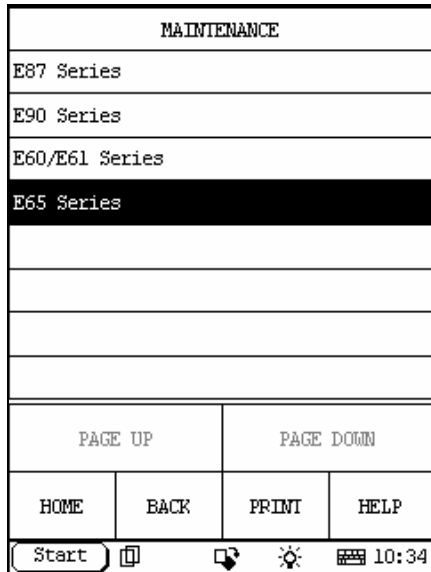 MAINTENANCE
E87 Series
E90 Series
E60/E61 Series
E65 Series
PAGE UP PAGE DOWN
HOME BACK PRINT HELP
Start 10:34